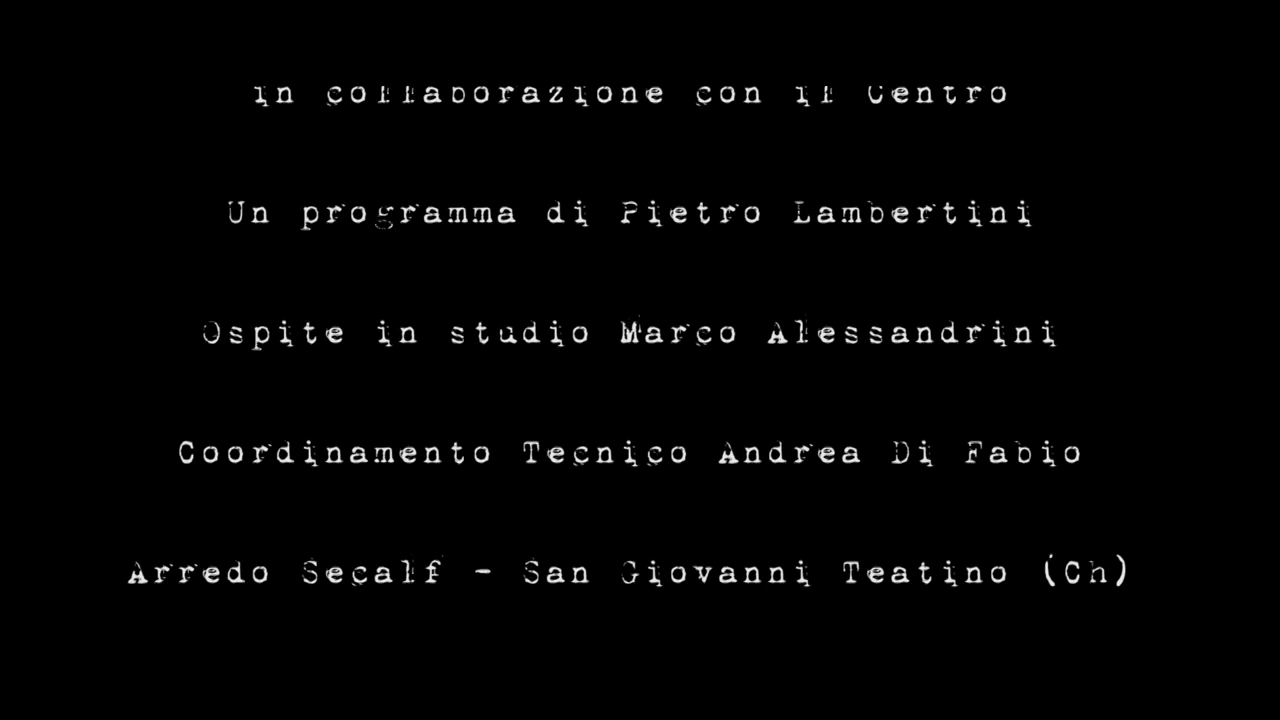 In collaborazione con il Centro
Un programma di Pietro Lambertini
Ospite in studio Marco Alessandrini
Coordinamento Tecnico Andrea Di Fabio
Arredo Secalf - San Giovanni Teatino (Ch)